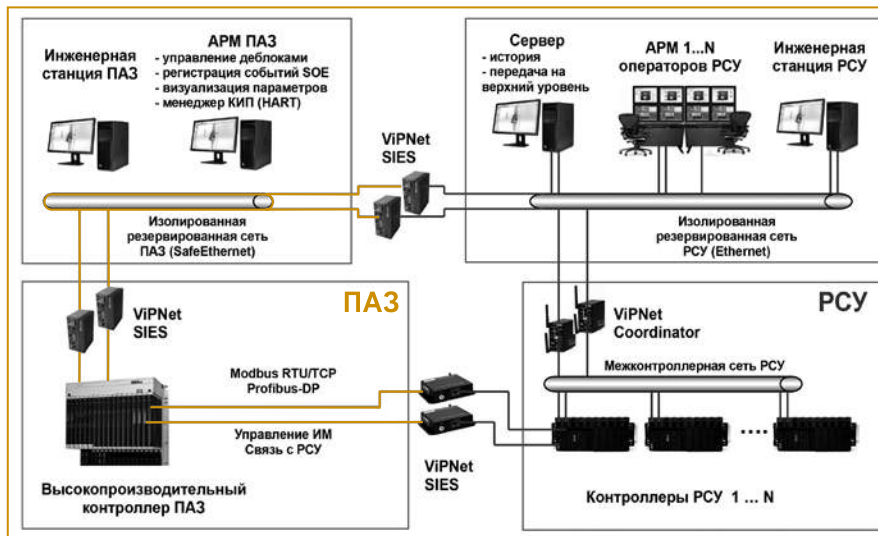 Инженерная
станция ПАЗ
АРМ ПАЗ
- управление деблоками
- регистрация событий SOE
- визуализация параметров
- менеджер КИП (HART)
ViPNet
SIES
Сервер
- история
- передача на
верхний уровень
АРМ 1...N
операторов РСУ
Инженерная
станция РСУ
Изолированная
резервированная сеть
ПАЗ (SafeEthernet)
Изолированная
резервированная сеть
РСУ (Ethernet)
ПАЗ
РСУ
ViPNet
SIES
ViPNet
Coordinator
Modbus RTU/TCP
Profibus-DP
Межконтроллерная сеть РСУ
Управление ИМ
Связь с РСУ
ViPNet
SIES
Высокопроизводительный
контроллер ПАЗ
Контроллеры РСУ 1 ... N